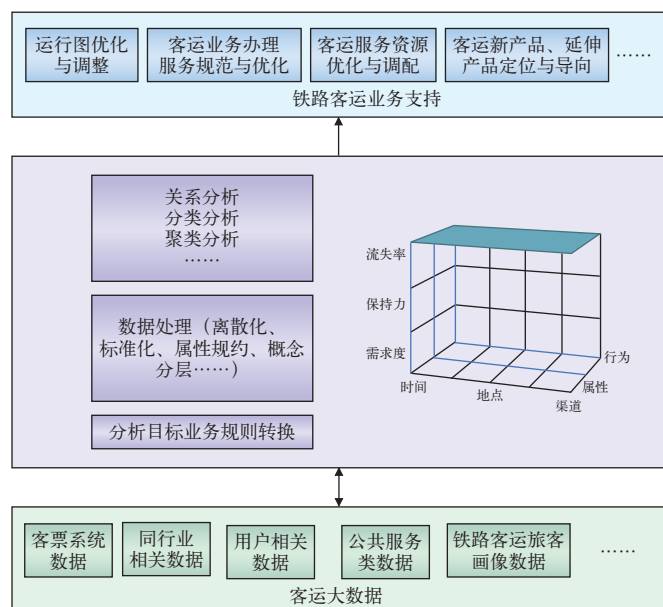 运行图优化
与调整
客运业务办理
服务规范与优化
客运服务资源
优化与调配
客运新产品、延伸
产品定位与导向
……
铁路客运业务支持
关系分析
分类分析
聚类分析
……
数据处理（离散化、
标准化、属性规约、概念
分层……）
分析目标业务规则转换
流失率
保持力
需求度
时间
地点
渠道
属性
行为
客票系统
数据
同行业
相关数据
用户相关
数据
公共服务
类数据
铁路客运旅客
画像数据
……
客运大数据